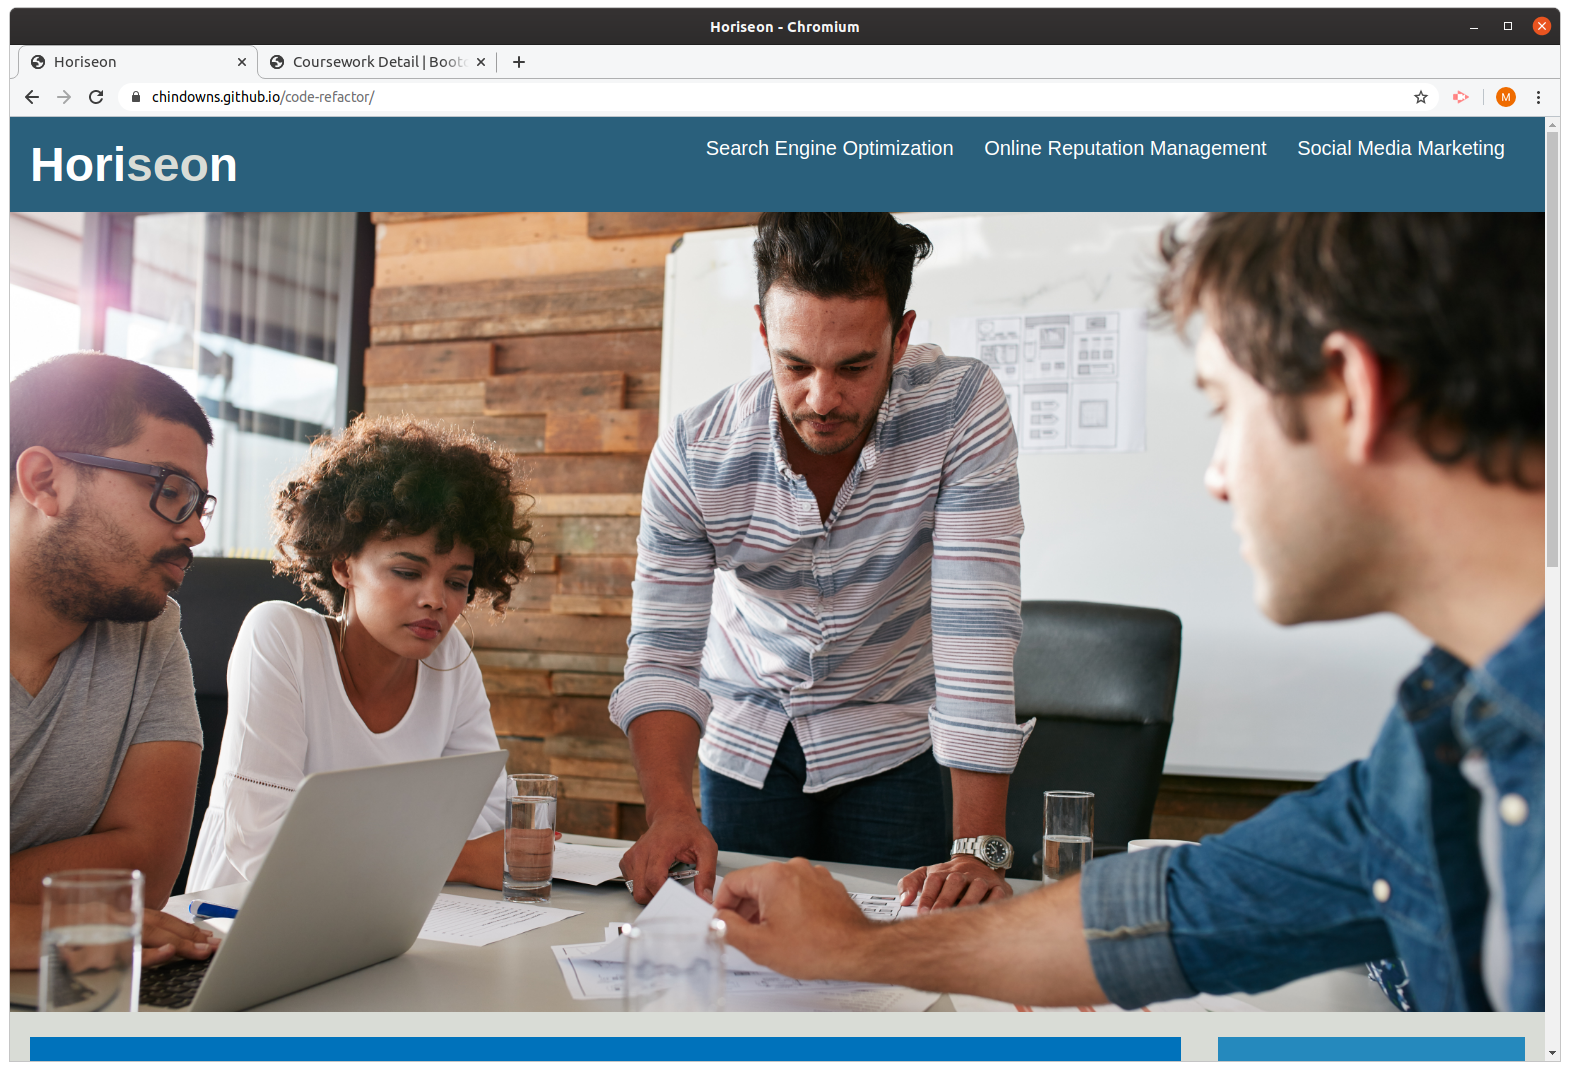 Horiseon - Chromium
Horiseon
Coursework Detail | Boot
chindowns.github.io/code-refactor/
M
Horiseon
Search Engine Optimization Online Reputation Management Social Media Marketing